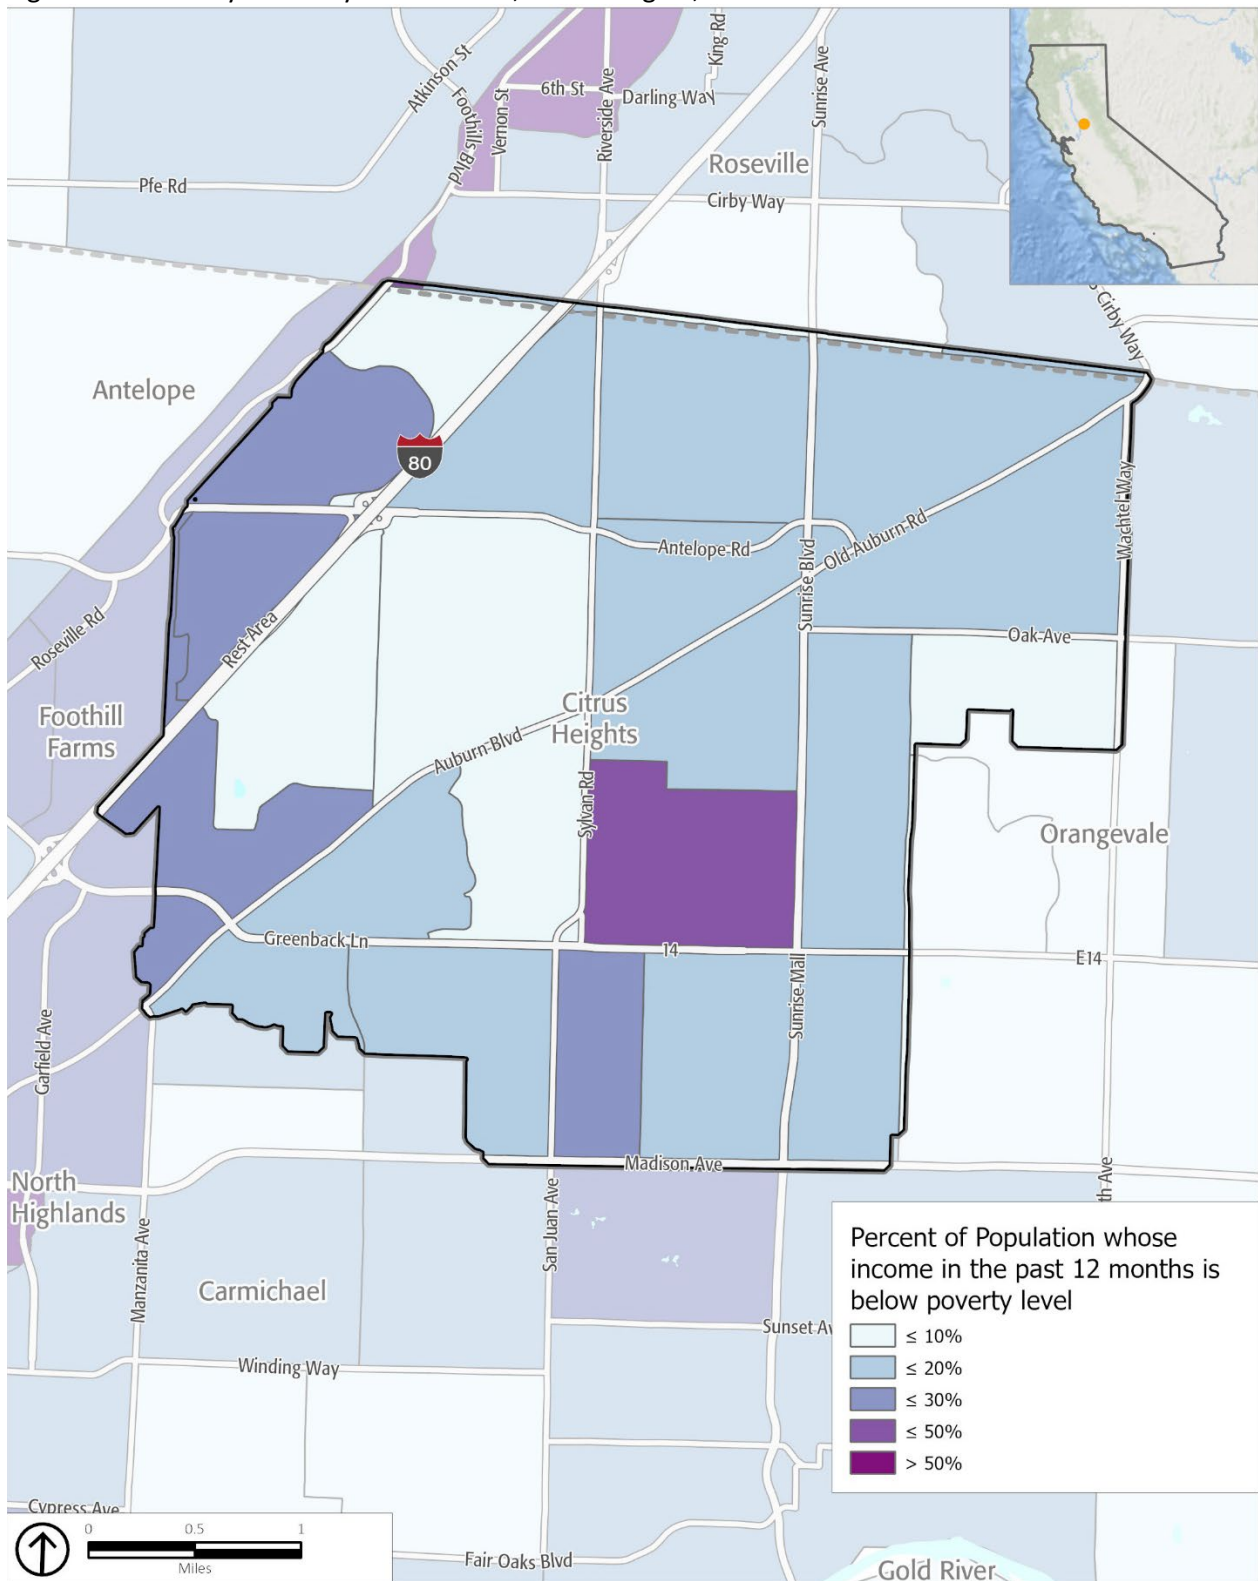 Atkinson St
Foothills Blvd
Vernon St
6th St
Riverside Ave
King Rd
Darling Way
Sunrise Ave
Roseville
Pfe Rd
Cirby Way
Cirby Way
Antelope
80
Antelope Rd
Old Auburn Rd
Sunrise Blvd
Wachtel Way
Oak Ave
Roseville Rd
Rest Area
Foothill
Farms
Citrus
Heights
Auburn Blvd
Sylvan Rd
Orangevale
Greenback Ln
14
E14
Sunrise Mall
Garfield Ave
Madison Ave
North
Highlands
Manzanita Ave
San Juan Ave
th Ave
Carmichael
Sunset Av
Winding Way
Cypress Ave
Fair Oaks Blvd
Gold River
Percent of Population whose
income in the past 12 months is
below poverty level
≤ 10%
≤ 20%
≤ 30%
≤ 50%
> 50%
0 0.5 1
Miles